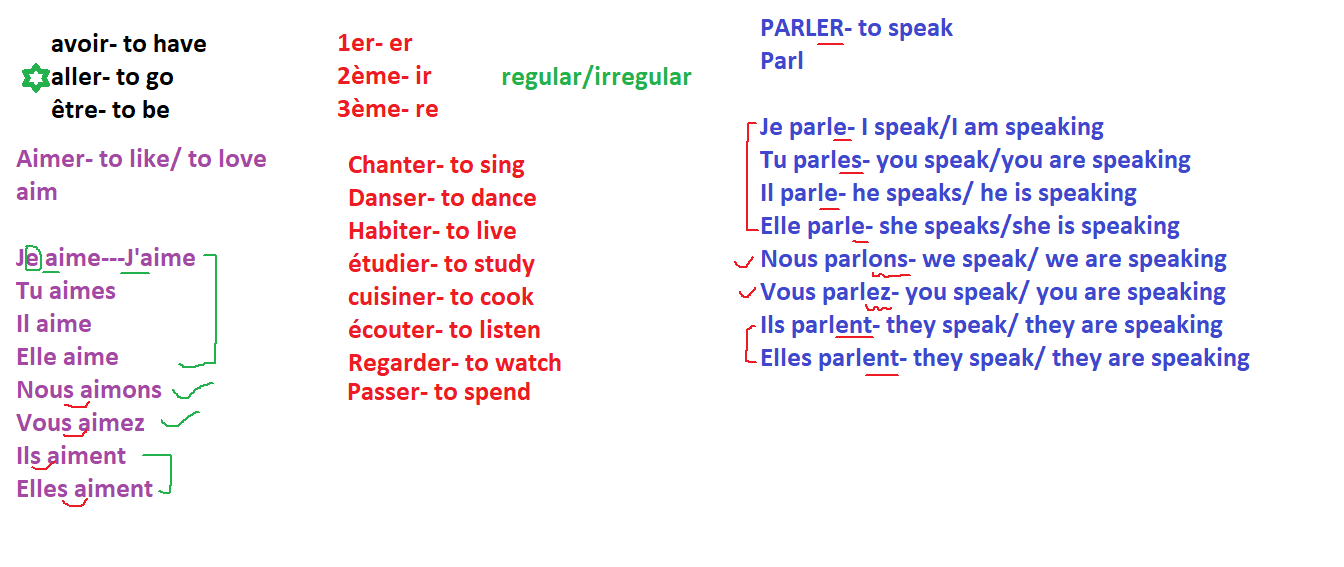 avoir- to have
aller- to go
être- to be
Aimer- to like/ to love
aim
Je aime---J'aime
Tu aimes
Il aime
Elle aime
Nous aimons
Vous aimez
Ils aiment
Elles aiment
1er- er
2ème- ir
3ème- re
regular/irregular
Chanter- to sing
Danser- to dance
Habiter- to live
étudier- to study
cuisiner- to cook
écouter- to listen
Regarder- to watch
Passer- to spend
PARLER- to speak
Parl
Je parle- I speak/I am speaking
Tu parles- you speak/you are speaking
Il parle- he speaks/ he is speaking
Elle parle- she speaks/she is speaking
Nous parlons- we speak/ we are speaking
Vous parlez- you speak/ you are speaking
Ils parlent- they speak/ they are speaking
Elles parlent- they speak/ they are speaking